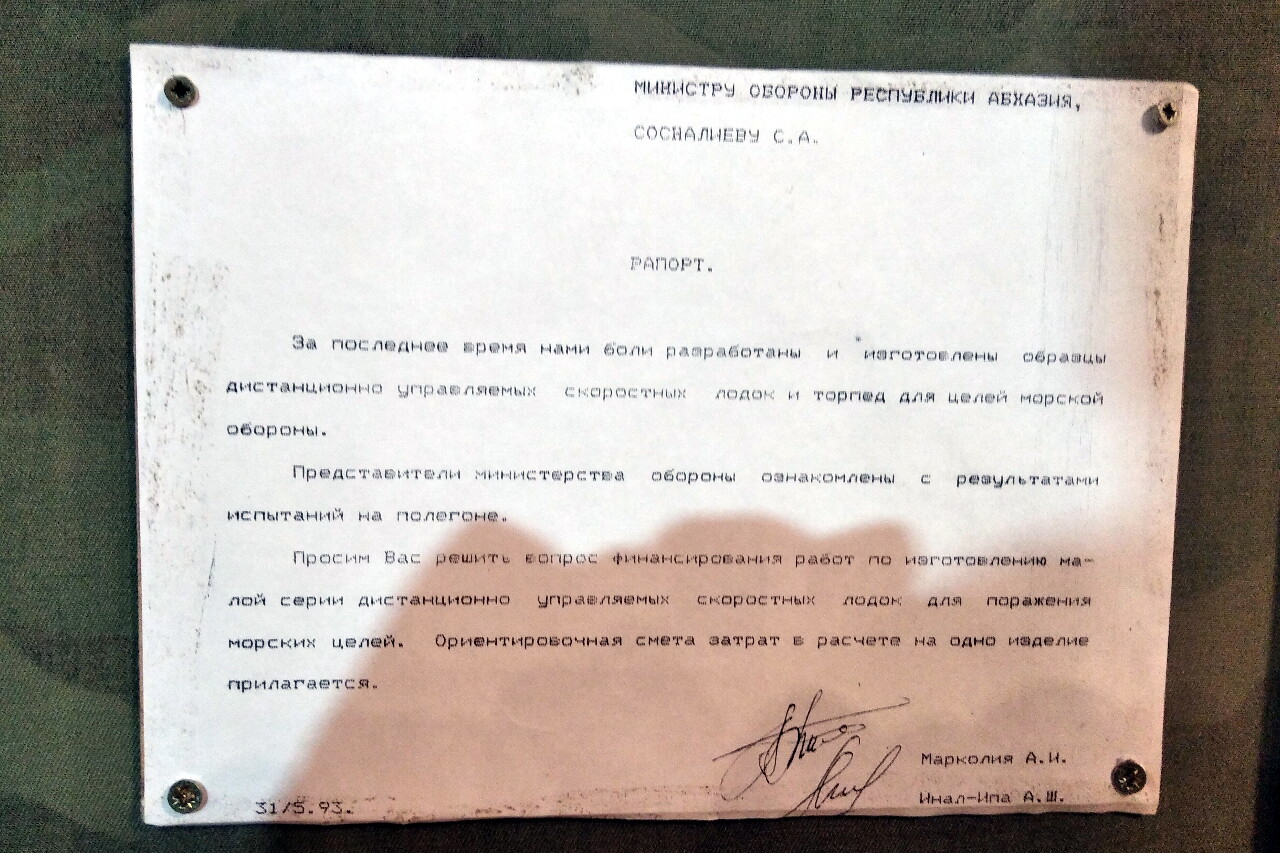 МИНИСТРУ ОБОРОНЫ РЕСПУБЛИКИ АБХАЗИЯ,
СОСНАЛИЕВУ С.А.
РАПОРТ.
За последнее время нами боли разработаны и изготовлены образцы
дистанционно управляемых скоростных лодок и торпед для целей морской
обороны.
Представители министерства обороны ознакомлены с результатами
испытаний на полегоне.
Просим Вас решить вопрос финансирования работ по изготовлению ма-
лой серии дистанционно управляемых скоростных лодок для поражения
морских целей. Ориентировочная смета затрат в расчете на одно изделие
прилагается.
Марколия А.И.
31/5.93. Инал-Ипа А.Ш.